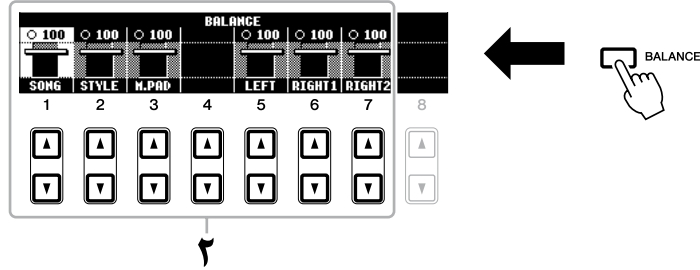 BALANCE
100 100 100 100 100 100
SONG STYLE M.PAD LEFT RIGHT1 RIGHT2
1 2 3 4 5 6 7 8
BALANCE
٢